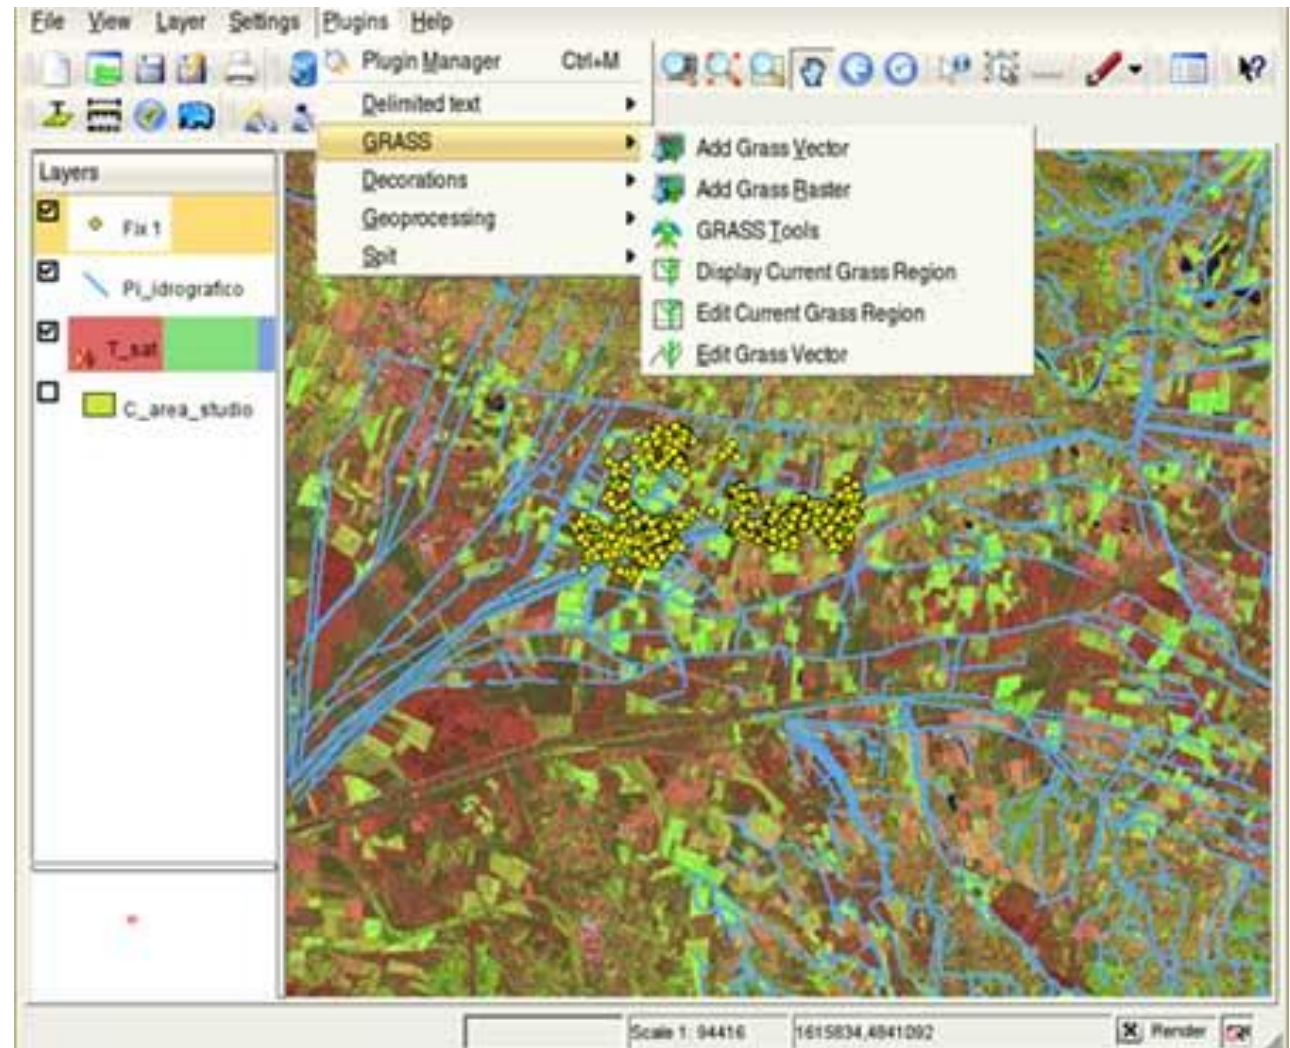 File View Layer Settings Plugins Help
Plugin Manager Ctrl+M
Delimited text
GRASS
Decorations
Geoprocessing
Spit
Add Grass Vector
Add Grass Raster
GRASS Tools
Display Current Grass Region
Edit Current Grass Region
Edit Grass Vector
Layers
Fix 1
Pi_idrografico
T_sat
C_area_studio
Scale 1: 94416 1615834,4841092 Render